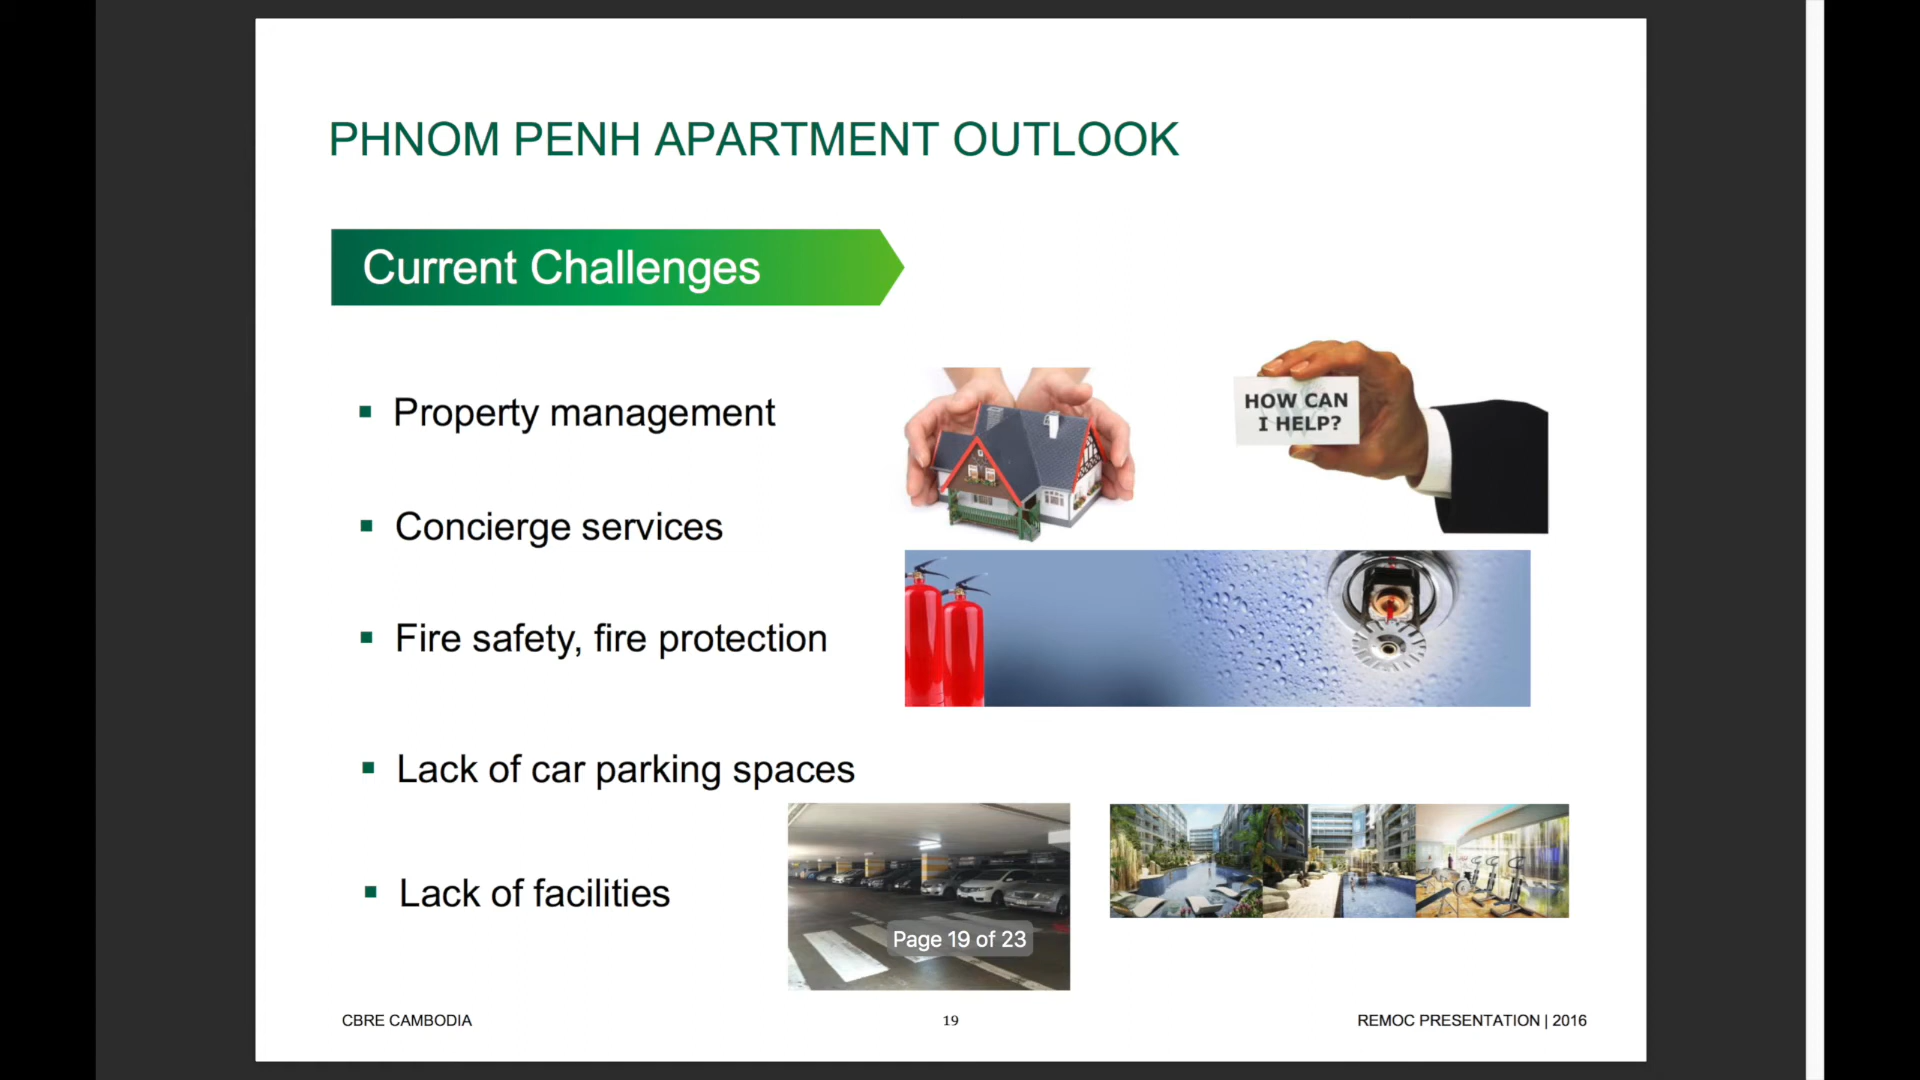 PHNOM PENH APARTMENT OUTLOOK
Current Challenges
▪ Property management
HOW CAN
I HELP?
▪ Concierge services
▪ Fire safety, fire protection
▪ Lack of car parking spaces
▪ Lack of facilities
Page 19 of 23
CBRE CAMBODIA
19
REMOC PRESENTATION | 2016